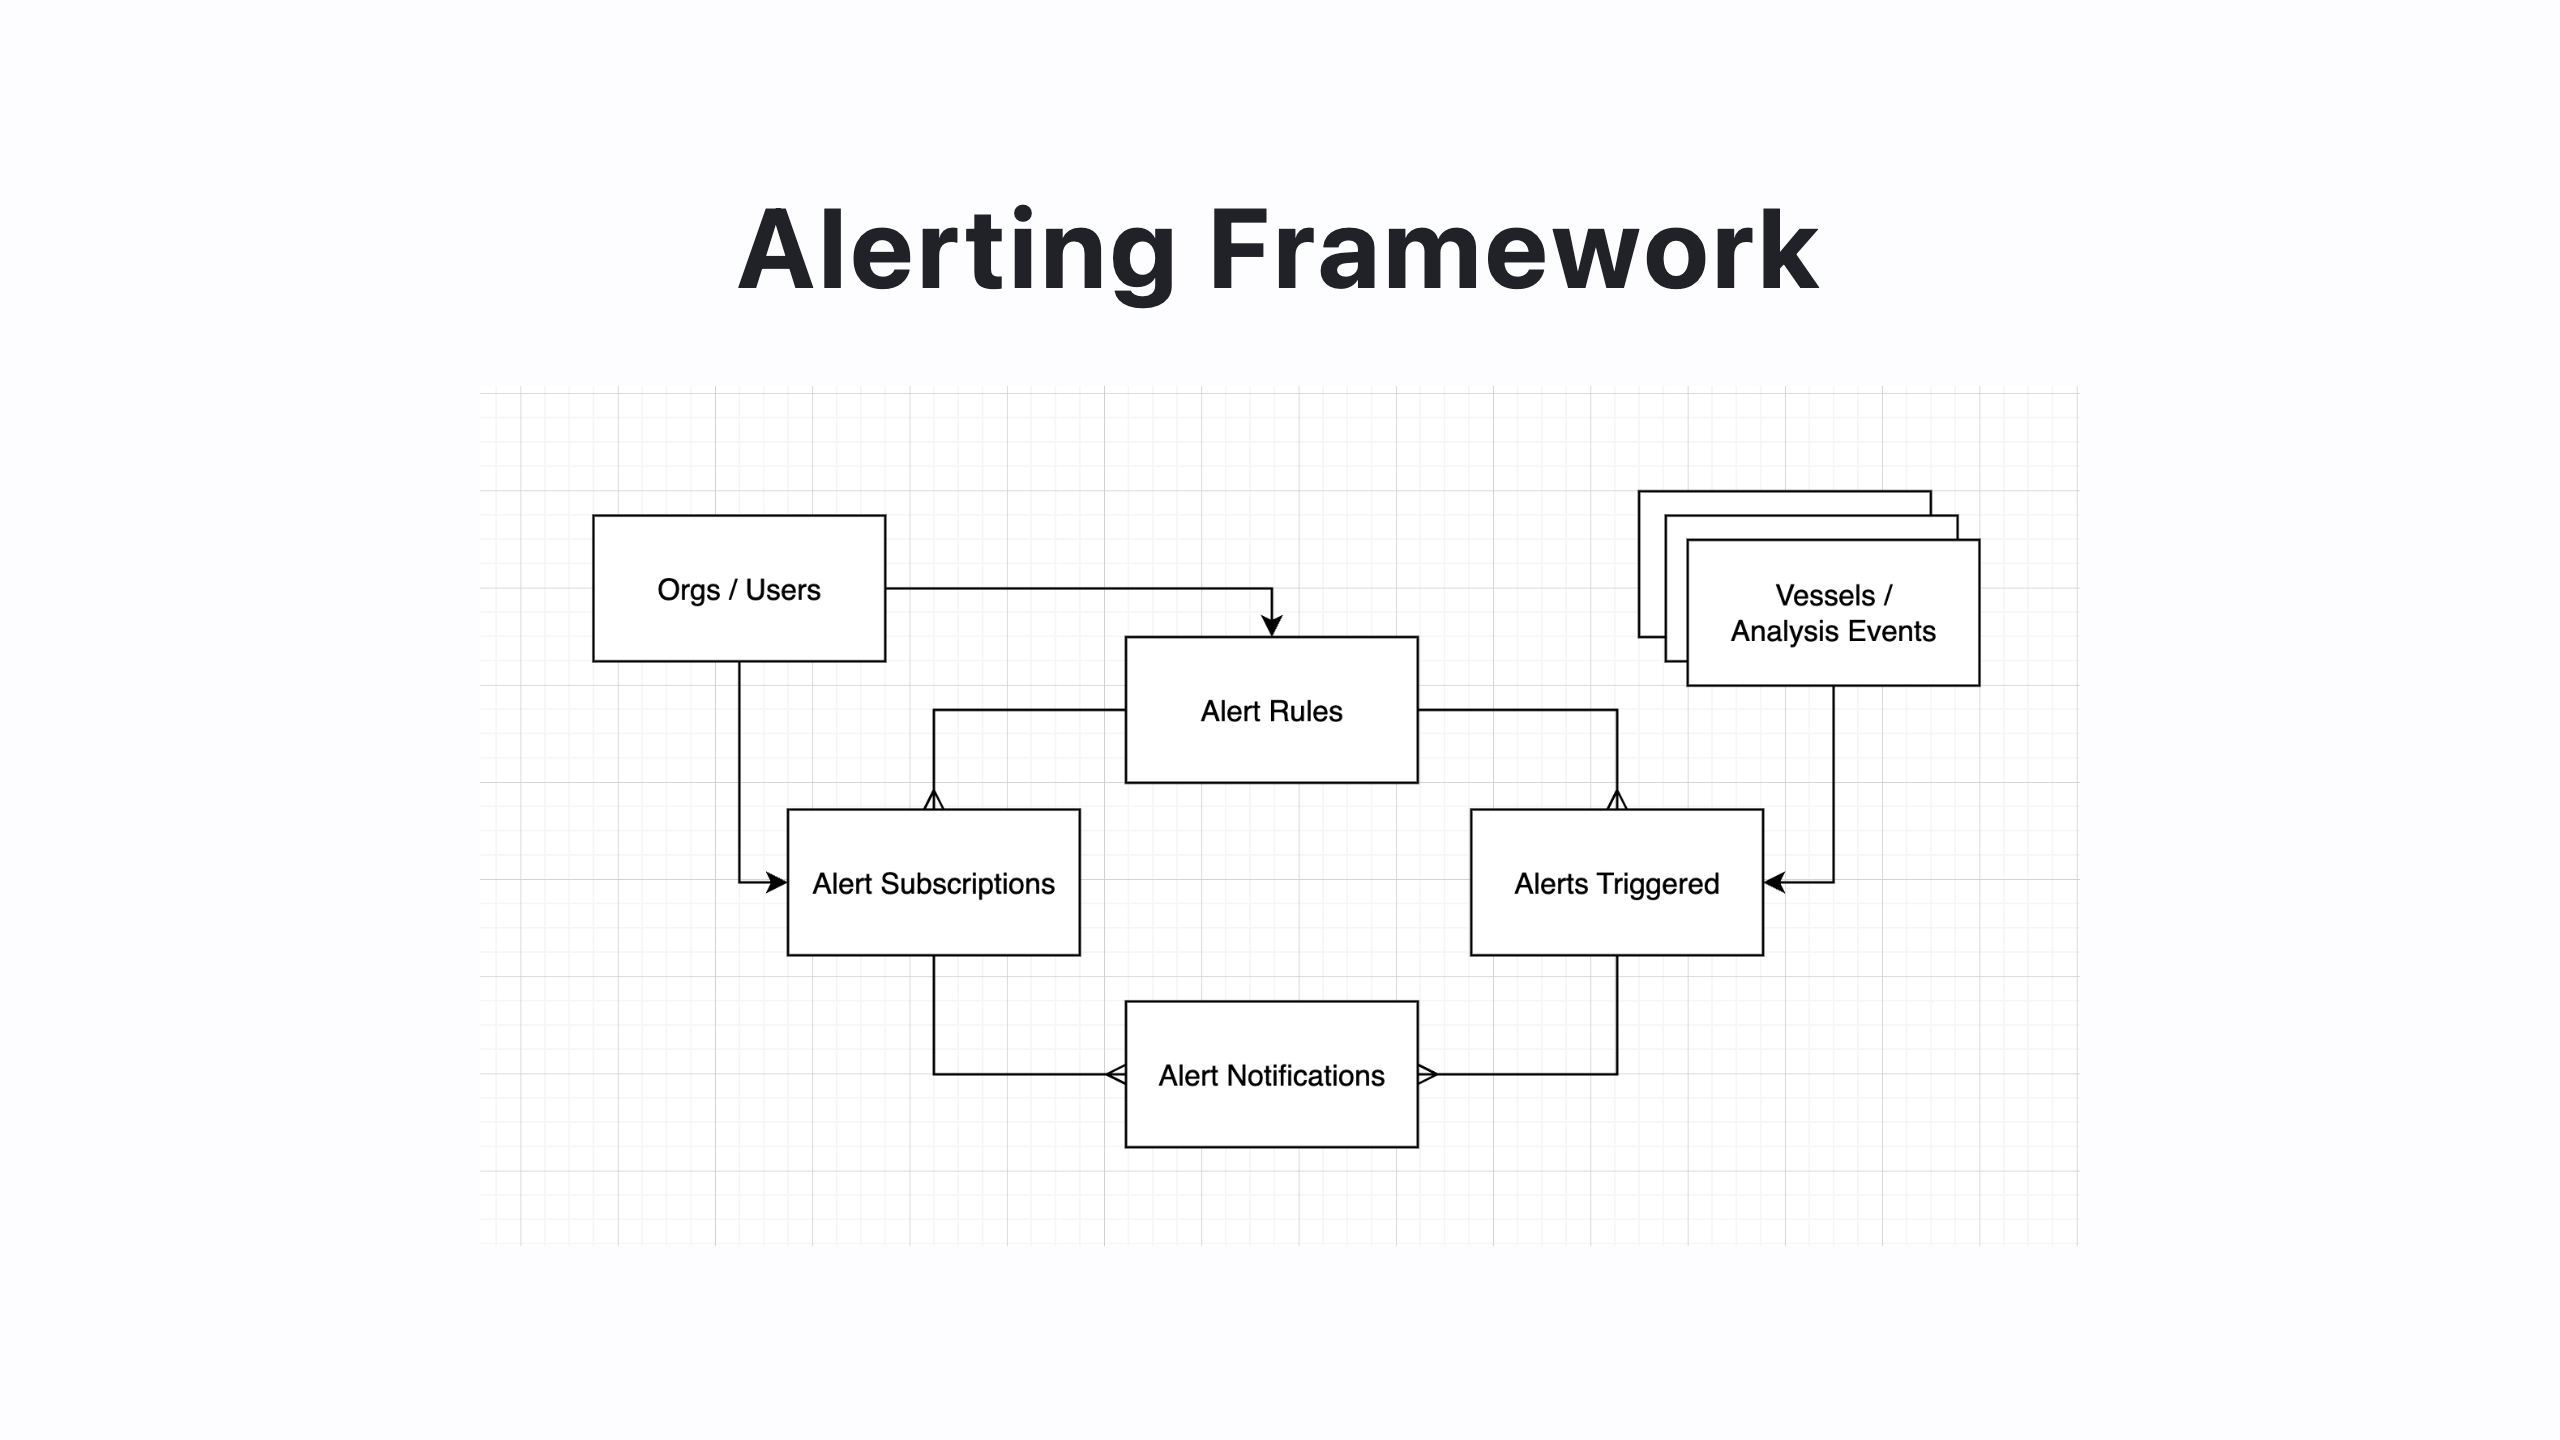 Alerting Framework
Orgs / Users
Vessels /
Analysis Events
Alert Rules
Alert Subscriptions
Alerts Triggered
Alert Notifications